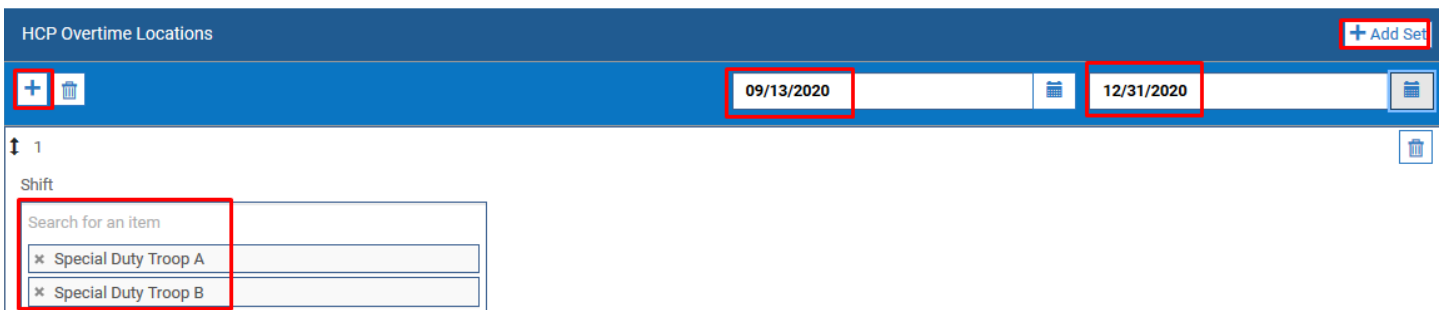 HCP Overtime Locations
+ Add Set
09/13/2020
12/31/2020
1
Shift
Search for an item
× Special Duty Troop A
× Special Duty Troop B